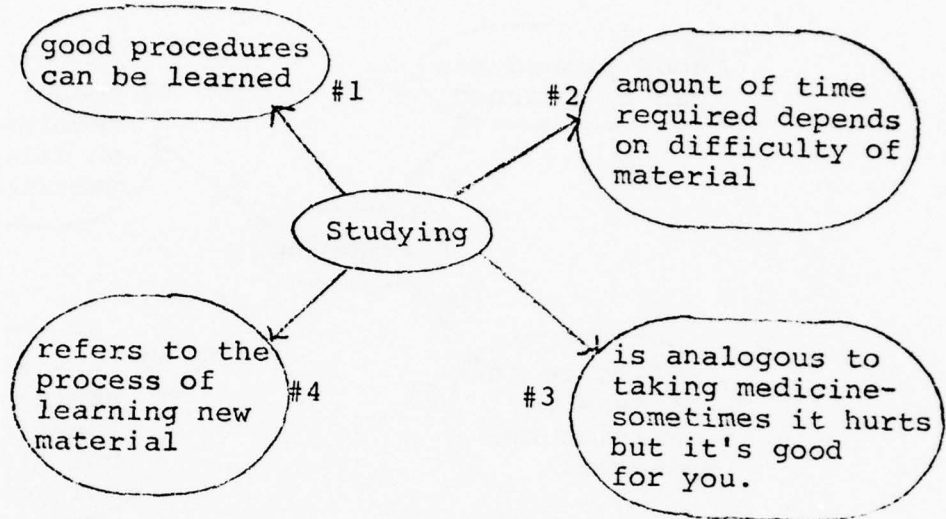 good procedures
can be learned
#1
#2
amount of time
required depends
on difficulty of
material
Studying
refers to the
process of
learning new
material
#4
#3
is analogous to
taking medicine-
sometimes it hurts
but it's good
for you.